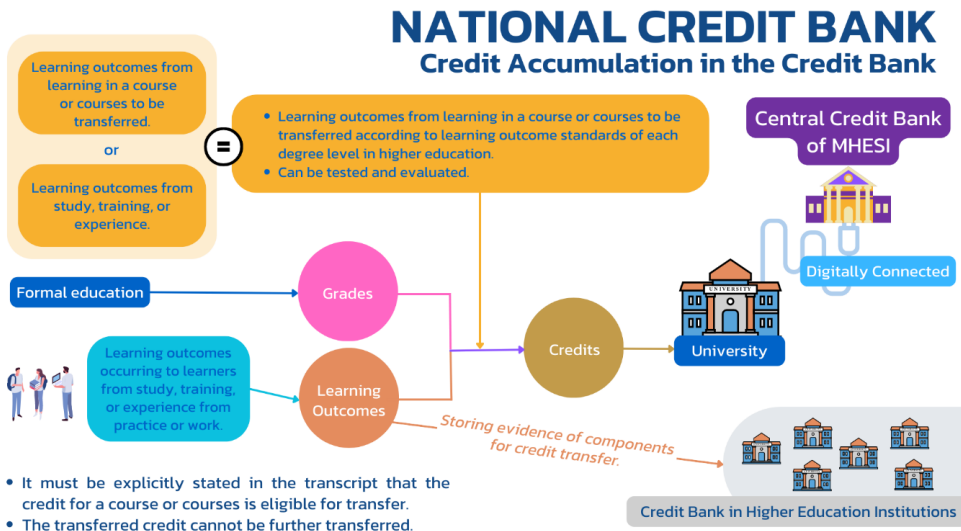 NATIONAL CREDIT BANK
Credit Accumulation in the Credit Bank
Learning outcomes from
learning in a course
or courses to be
transferred.
or
Learning outcomes from
study, training, or
experience.
=
• Learning outcomes from learning in a course or courses to be
transferred according to learning outcome standards of each
degree level in higher education.
• Can be tested and evaluated.
Central Credit Bank
of MHESI
Digitally Connected
Formal education
Grades
Learning outcomes
occurring to learners
from study, training,
or experience from
practice or work.
Learning
Outcomes
Credits
UNIVERSITY
University
Storing evidence of components
for credit transfer.
Credit Bank in Higher Education Institutions
• It must be explicitly stated in the transcript that the
credit for a course or courses is eligible for transfer.
• The transferred credit cannot be further transferred.